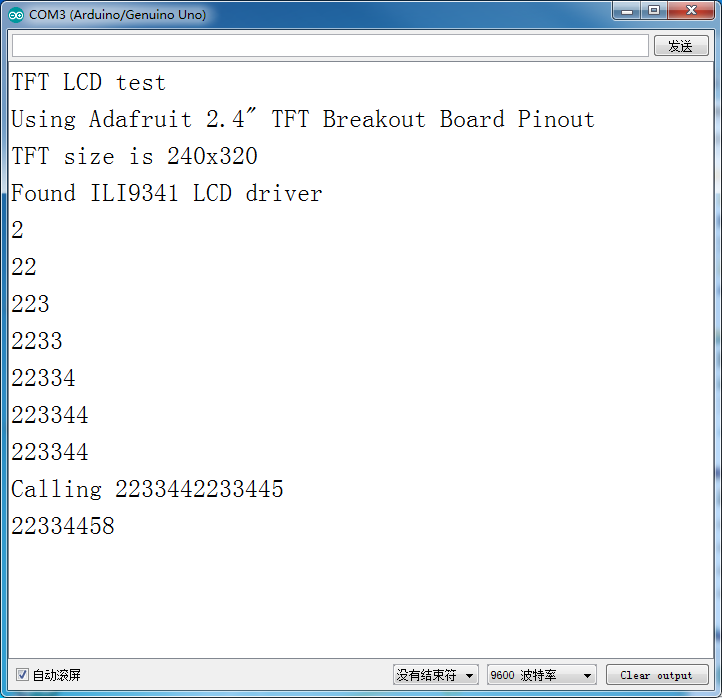 COM3 (Arduino/Genuino Uno)
发送
TFT LCD test
Using Adafruit 2.4" TFT Breakout Board Pinout
TFT size is 240x320
Found ILI9341 LCD driver
2
22
223
2233
22334
223344
223344
Calling 2233442233445
22334458
自动滚屏
没有结束符
9600 波特率
Clear output